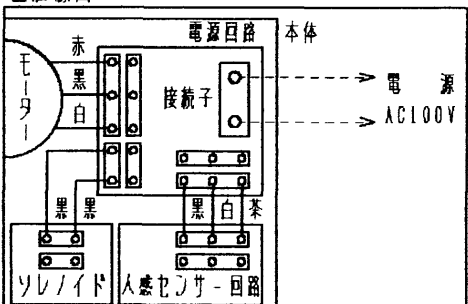 電源回路 本体
赤
黒
白
モーター
接続子
電 源
AC100V
黒 黒
黒 白 茶
ソレノイド
人感センサー回路